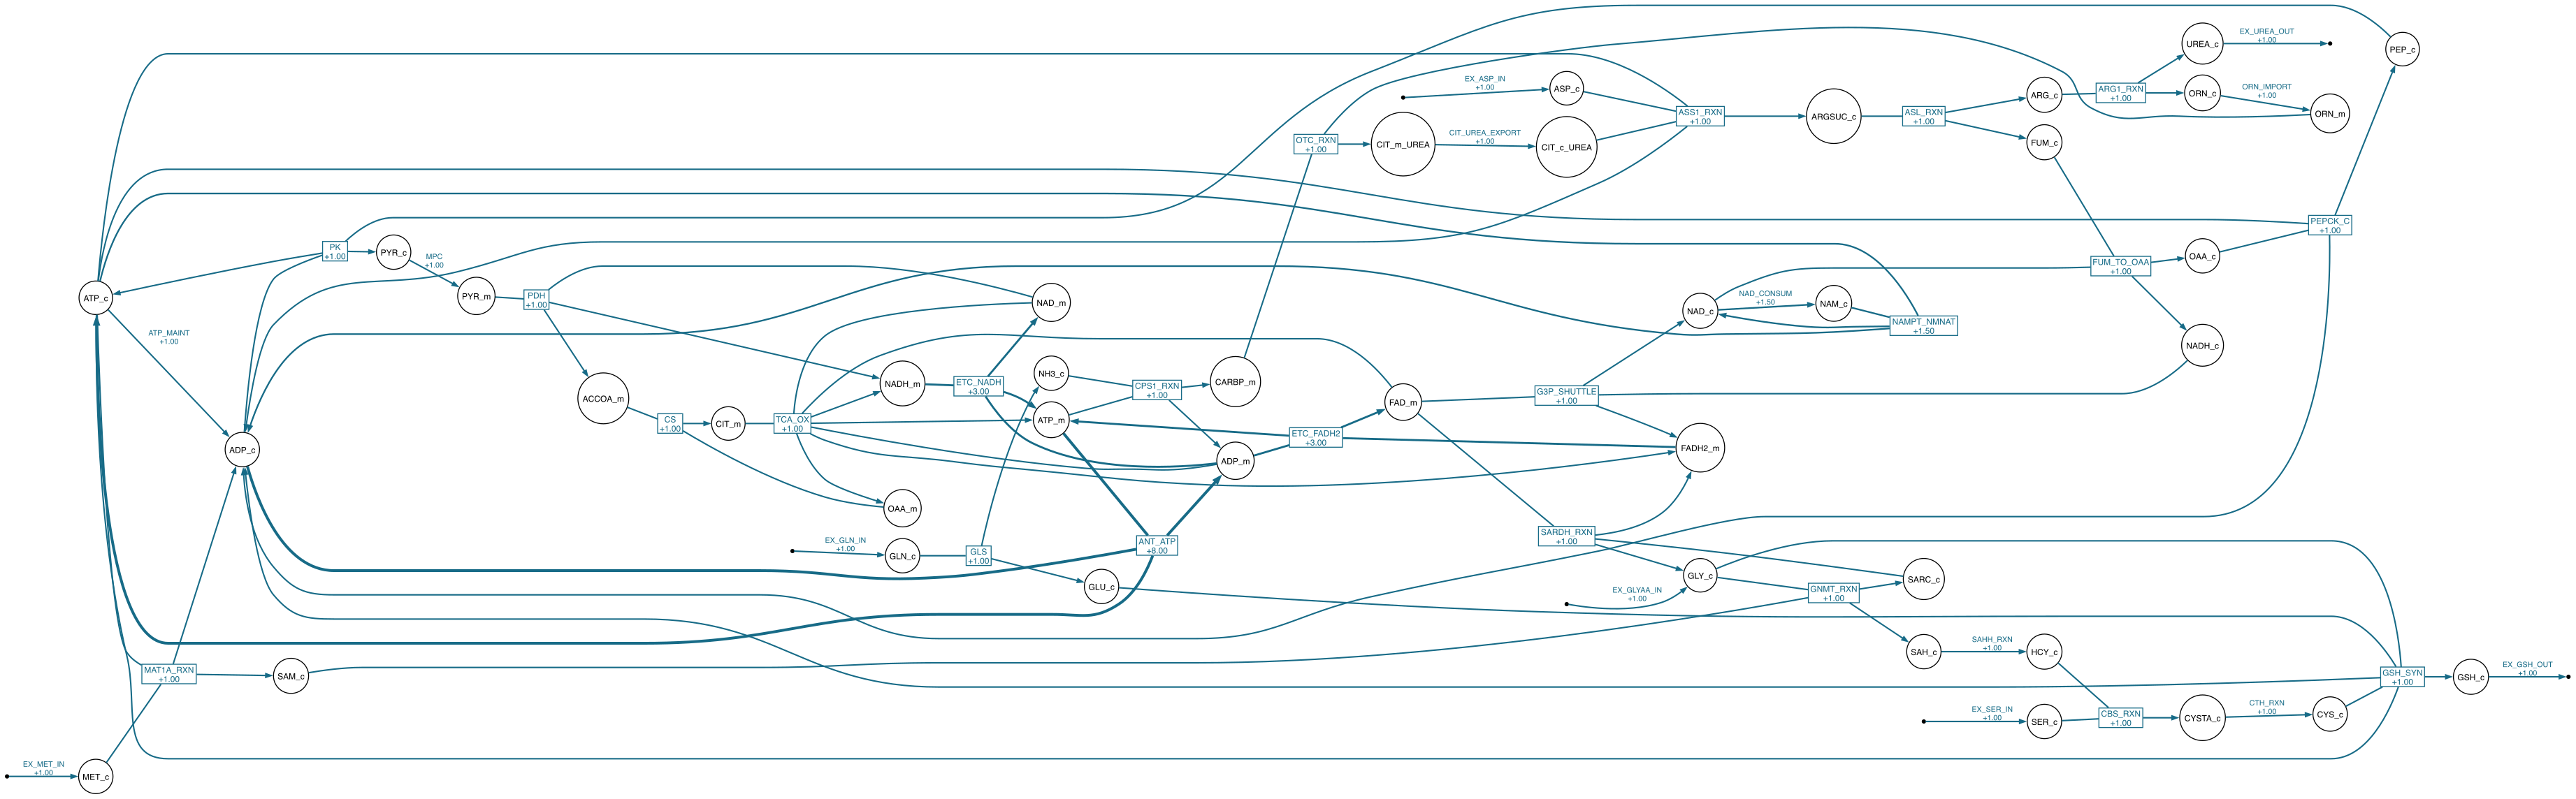 EX_UREA_OUT
+1.00
UREA_c
PEP_c
EX_ASP_IN
+1.00
ASP_c
ARG_c
ARG1_RXN
+1.00
ORN_c
ORN_IMPORT
+1.00
ORN_m
ASS1_RXN
+1.00
ARGSUC_c
ASL_RXN
+1.00
OTC_RXN
+1.00
CIT_m_UREA
CIT_UREA_EXPORT
+1.00
CIT_c_UREA
FUM_c
PEPCK_C
+1.00
PK
+1.00
PYR_c
MPC
+1.00
PYR_m
FUM_TO_OAA
+1.00
OAA_c
ATP_c
PDH
+1.00
NAD_m
NAD_c
NAD_CONSUM
+1.50
NAM_c
NAMPT_NMNAT
+1.50
ATP_MAINT
+1.00
NADH_c
ACCOA_m
NADH_m
ETC_NADH
+3.00
NH3_c
CPS1_RXN
+1.00
CARBP_m
FAD_m
G3P_SHUTTLE
+1.00
CS
+1.00
CIT_m
TCA_OX
+1.00
ATP_m
ETC_FADH2
+3.00
FADH2_m
ADP_c
ADP_m
OAA_m
EX_GLN_IN
+1.00
GLN_c
GLS
+1.00
ANT_ATP
+8.00
SARDH_RXN
+1.00
GLU_c
GLY_c
EX_GLYAA_IN
+1.00
GNMT_RXN
+1.00
SARC_c
SAH_c
SAHH_RXN
+1.00
HCY_c
MAT1A_RXN
+1.00
SAM_c
GSH_SYN
+1.00
GSH_c
EX_GSH_OUT
+1.00
EX_SER_IN
+1.00
SER_c
CBS_RXN
+1.00
CYSTA_c
CTH_RXN
+1.00
CYS_c
EX_MET_IN
+1.00
MET_c